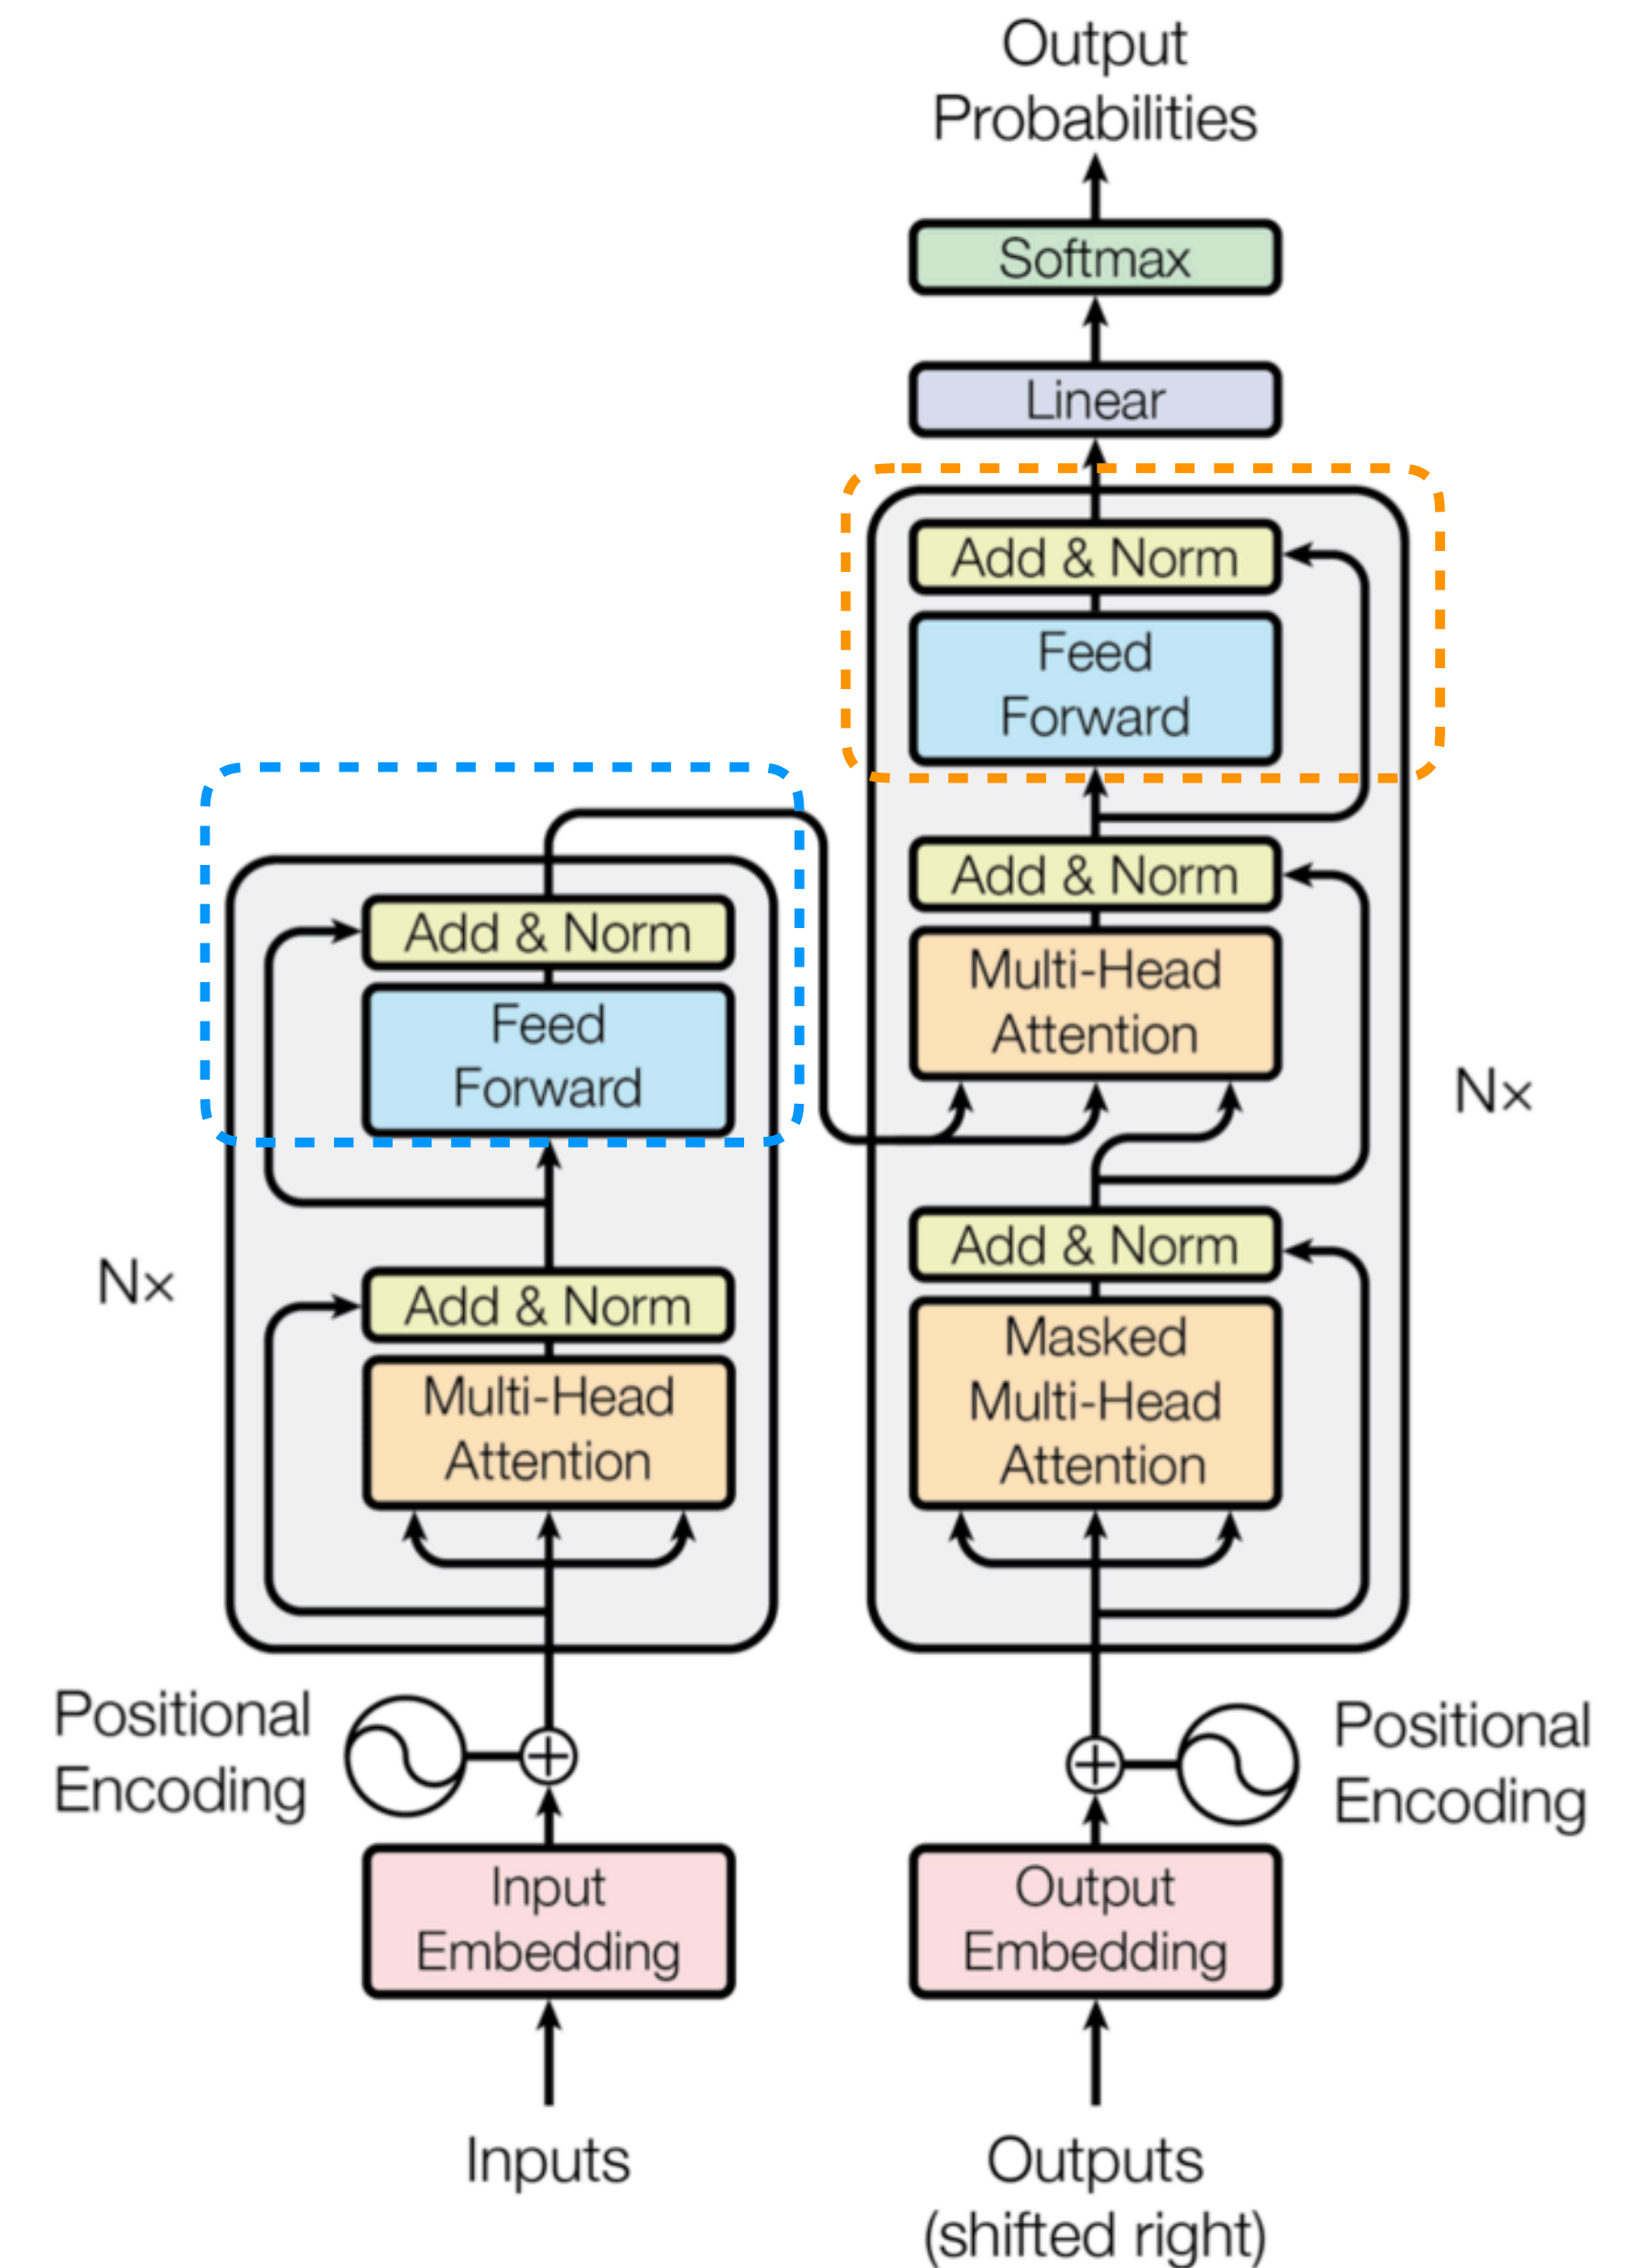 Output
Probabilities
Softmax
Linear
Add & Norm
Feed
Forward
Add & Norm
Multi-Head
Attention
Nx
Add & Norm
Masked
Multi-Head
Attention
Add & Norm
Feed
Forward
Nx
Add & Norm
Multi-Head
Attention
Positional
Encoding
Positional
Encoding
Input
Embedding
Output
Embedding
Inputs
Outputs
(shifted right)